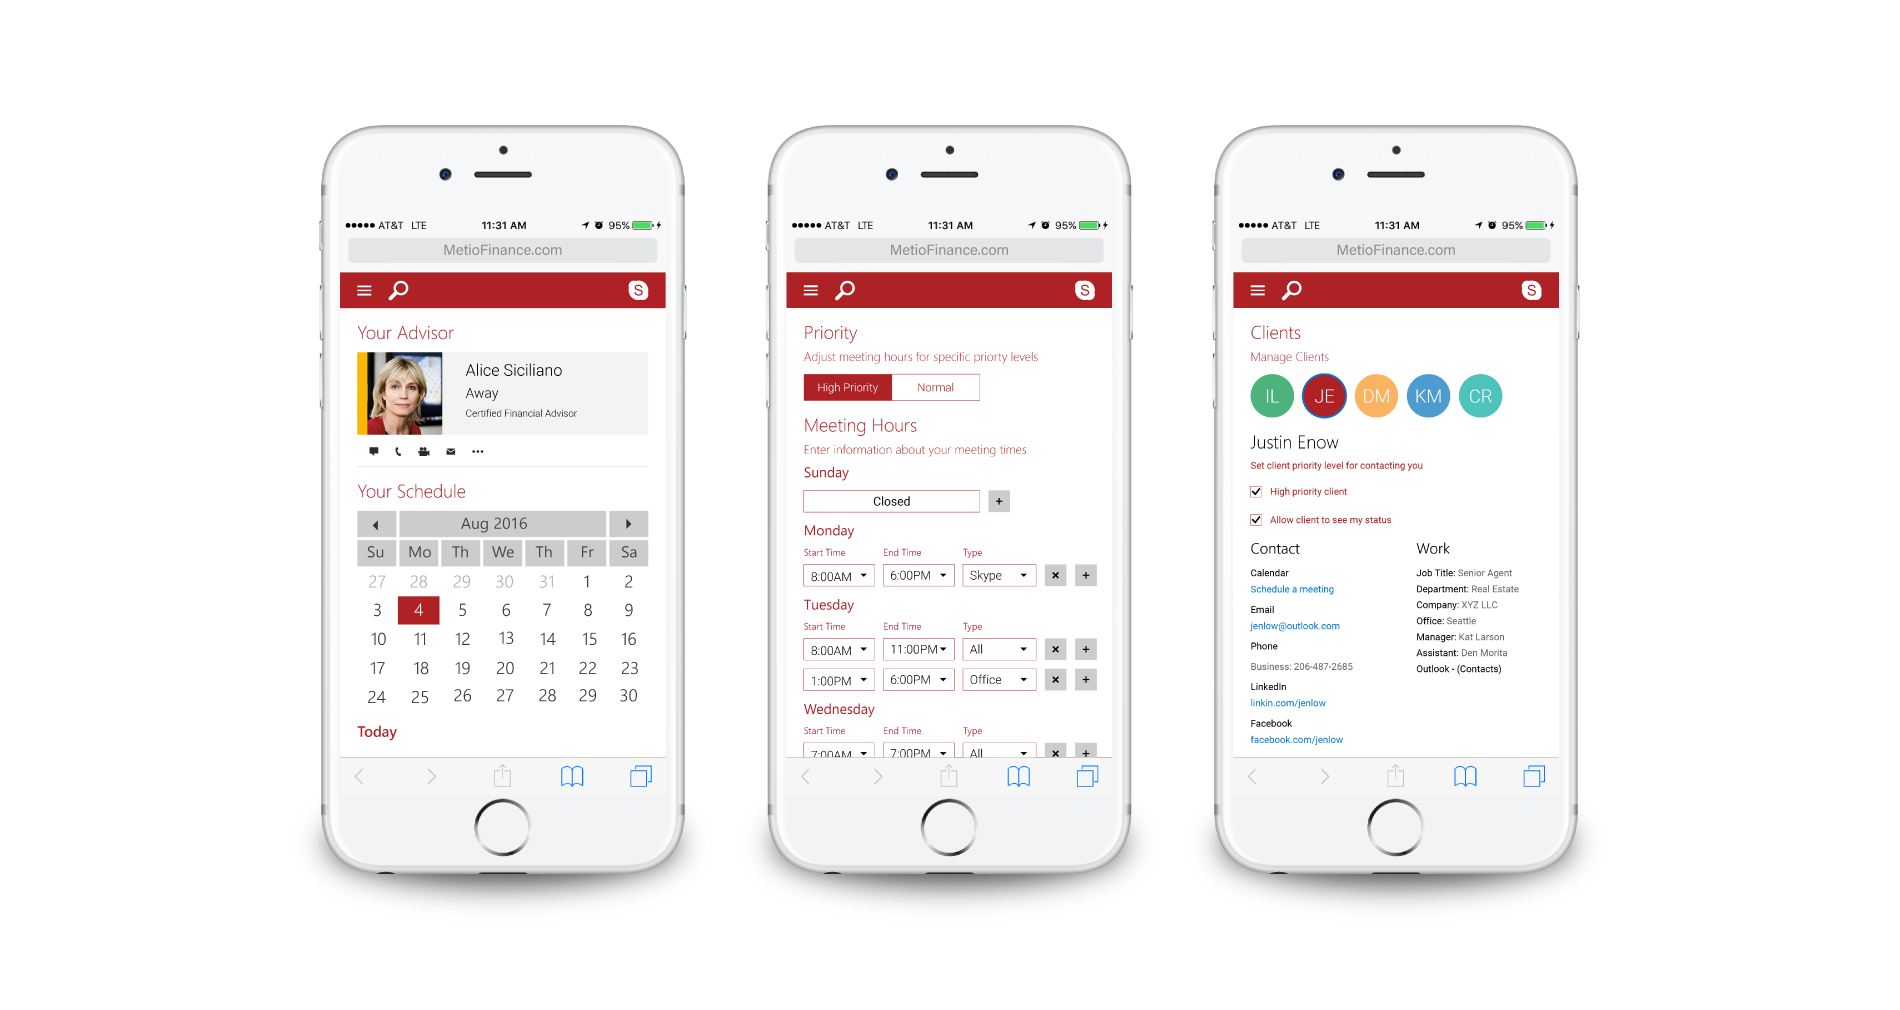 AT&T LTE 11:31 AM 95%
MetioFinance.com
S
Your Advisor
Alice Siciliano
Away
Certified Financial Advisor
Your Schedule
Aug 2016
Su Mo Th We Th Fr Sa
27 28 29 30 31 1 2
3 4 5 6 7 8 9
10 11 12 13 14 15 16
17 18 19 20 21 22 23
24 25 26 27 28 29 30
Today
AT&T LTE 11:31 AM 95%
MetioFinance.com
S
Priority
Adjust meeting hours for specific priorty levels
High Priority Normal
Meeting Hours
Enter information about your meeting times
Sunday
Closed +
Monday
Start Time End Time Type
8:00AM 6:00PM Skype × +
Tuesday
Start Time End Time Type
8:00AM 11:00PM All × +
1:00PM 6:00PM Office × +
Wednesday
Start Time End Time Type
7:00AM 7:00PM All × +
AT&T LTE 11:31 AM 95%
MetioFinance.com
S
Clients
Manage Clients
IL JE DM KM CR
Justin Enow
Set client priority level for contacting you
High priority client
Allow client to see my status
Contact
Calendar
Schedule a meeting
Email
jenlow@outlook.com
Phone
Business: 206-487-2685
LinkedIn
linkin.com/jenlow
Facebook
facebook.com/jenlow
Work
Job Title: Senior Agent
Department: Real Estate
Company: XYZ LLC
Office: Seattle
Manager: Kat Larson
Assistant: Den Morita
Outlook - (Contacts)